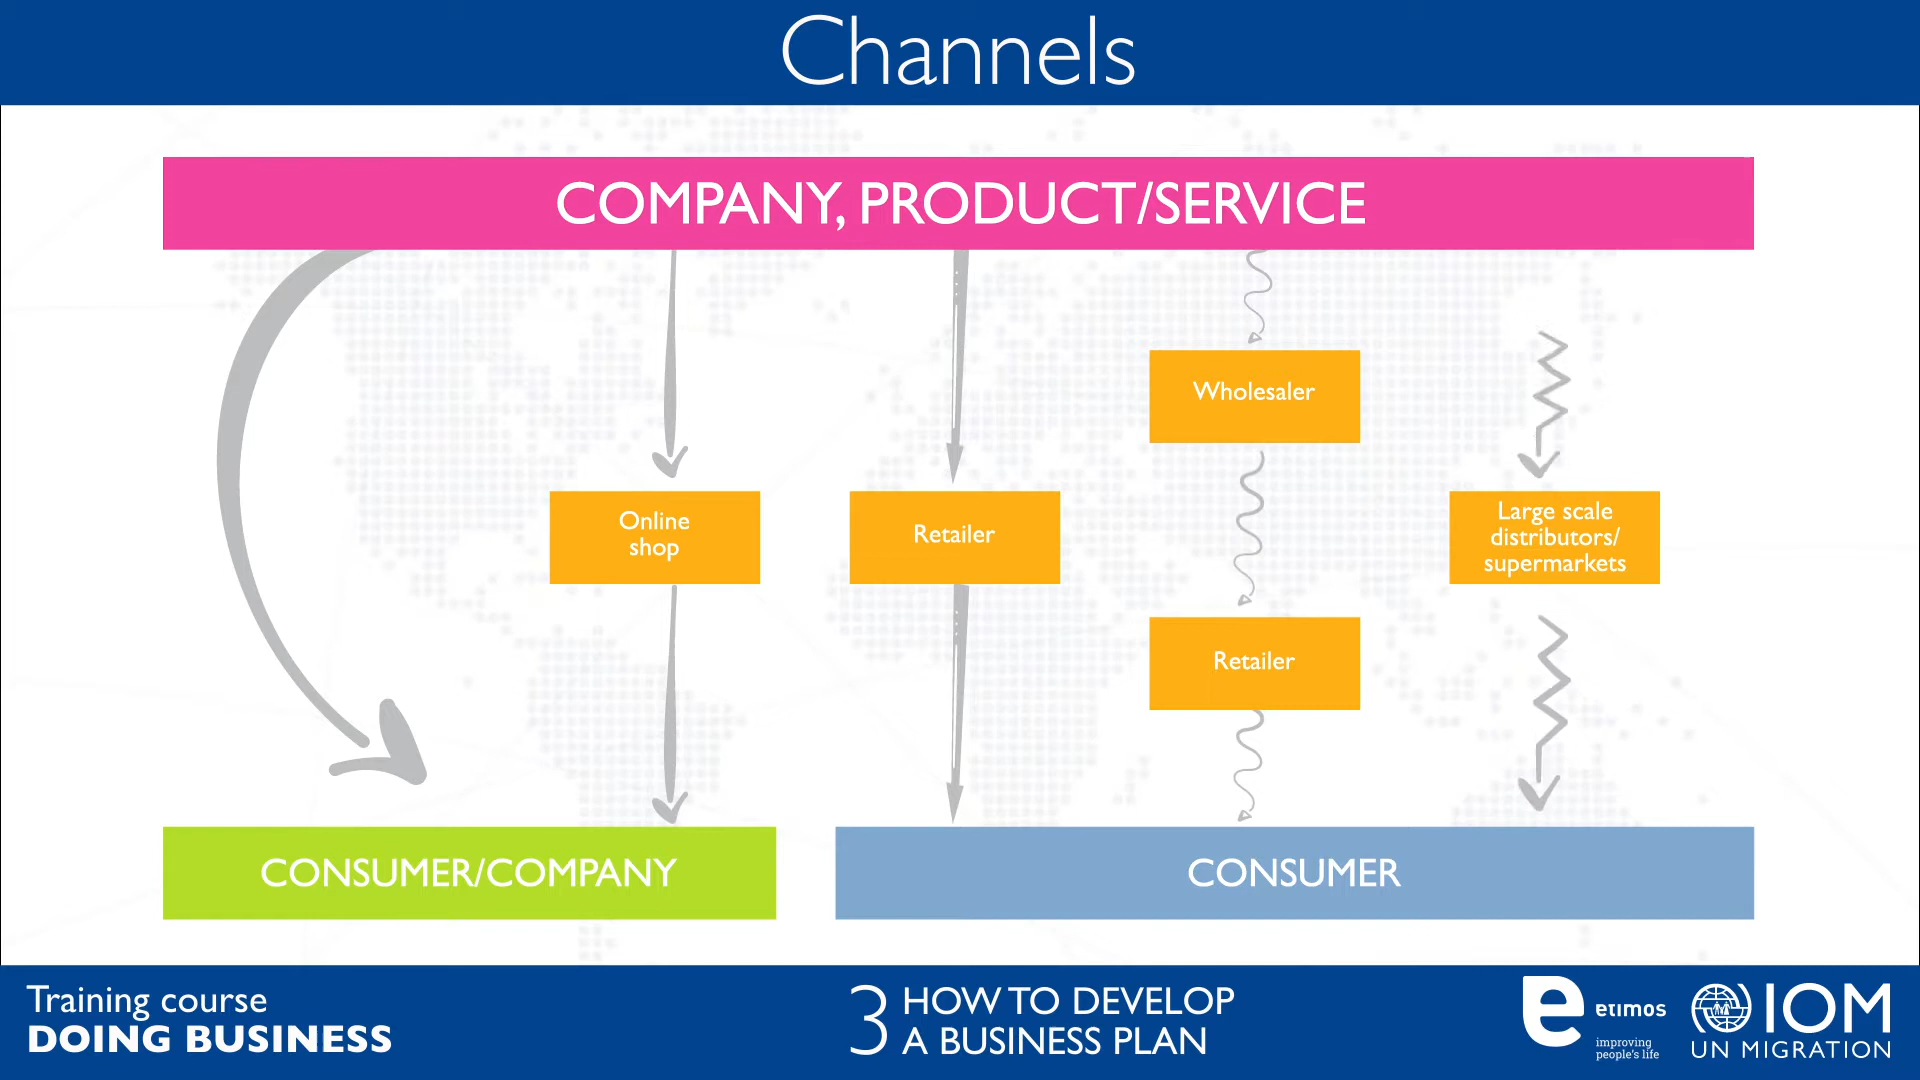 Channels
COMPANY, PRODUCT/SERVICE
Wholesaler
Online
shop
Retailer
Large scale
distributors/
supermarkets
Retailer
CONSUMER/COMPANY
CONSUMER
Training course
DOING BUSINESS
3 HOW TO DEVELOP
A BUSINESS PLAN
e etimos
improving
people's life
IOM
UN MIGRATION